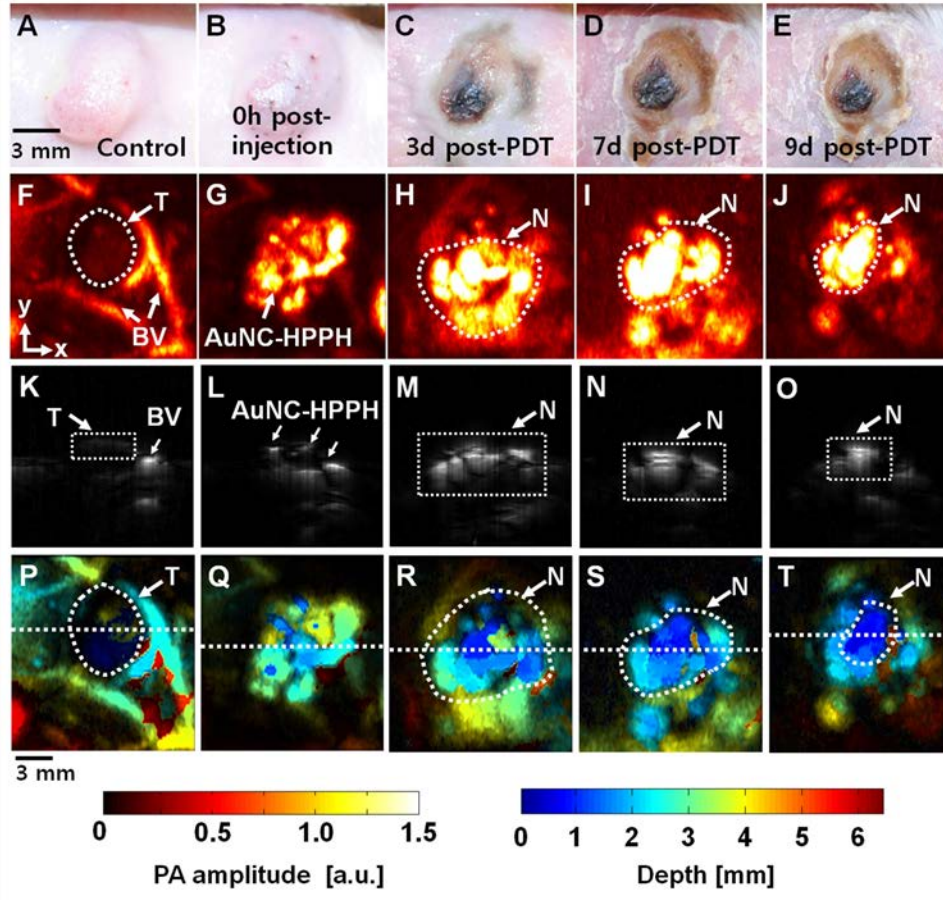 A B C D E
0h post-
injection
3 mm Control 3d post-PDT 7d post-PDT 9d post-PDT
F T G H N I N J N
y
x BV AuNC-HPPH
K T BV L AuNC-HPPH M N N N O N
P T Q R N S N T N
3 mm
0 0.5 1.0 1.5 0 1 2 3 4 5 6
PA amplitude [a.u.] Depth [mm]